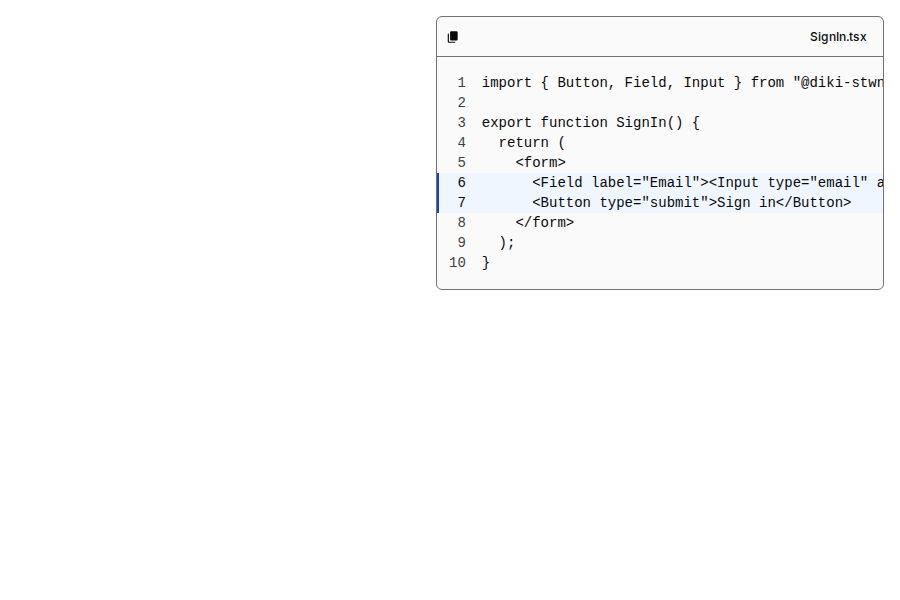 SignIn.tsx
1 import { Button, Field, Input } from "@diki-stwn
2
3 export function SignIn() {
4   return (
5     <form>
6       <Field label="Email"><Input type="email" a
7       <Button type="submit">Sign in</Button>
8     </form>
9   );
10 }